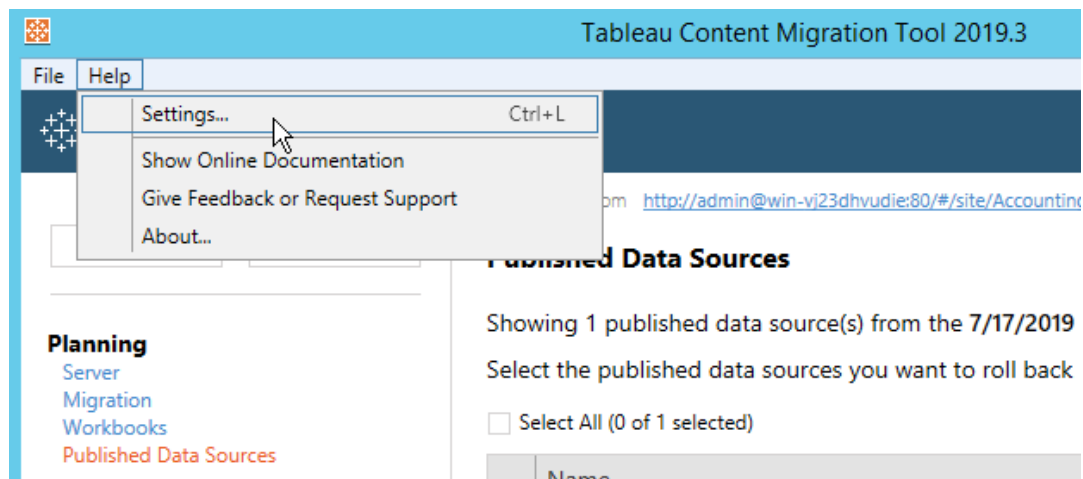 Tableau Content Migration Tool 2019.3
File Help
Settings... Ctrl+L
Show Online Documentation
Give Feedback or Request Support
About...
http://admin@win-vj23dhvudie:80/#/site/Accounting
Published Data Sources
Showing 1 published data source(s) from the 7/17/2019
Select the published data sources you want to roll back
Select All (0 of 1 selected)
Name
Planning
Server
Migration
Workbooks
Published Data Sources